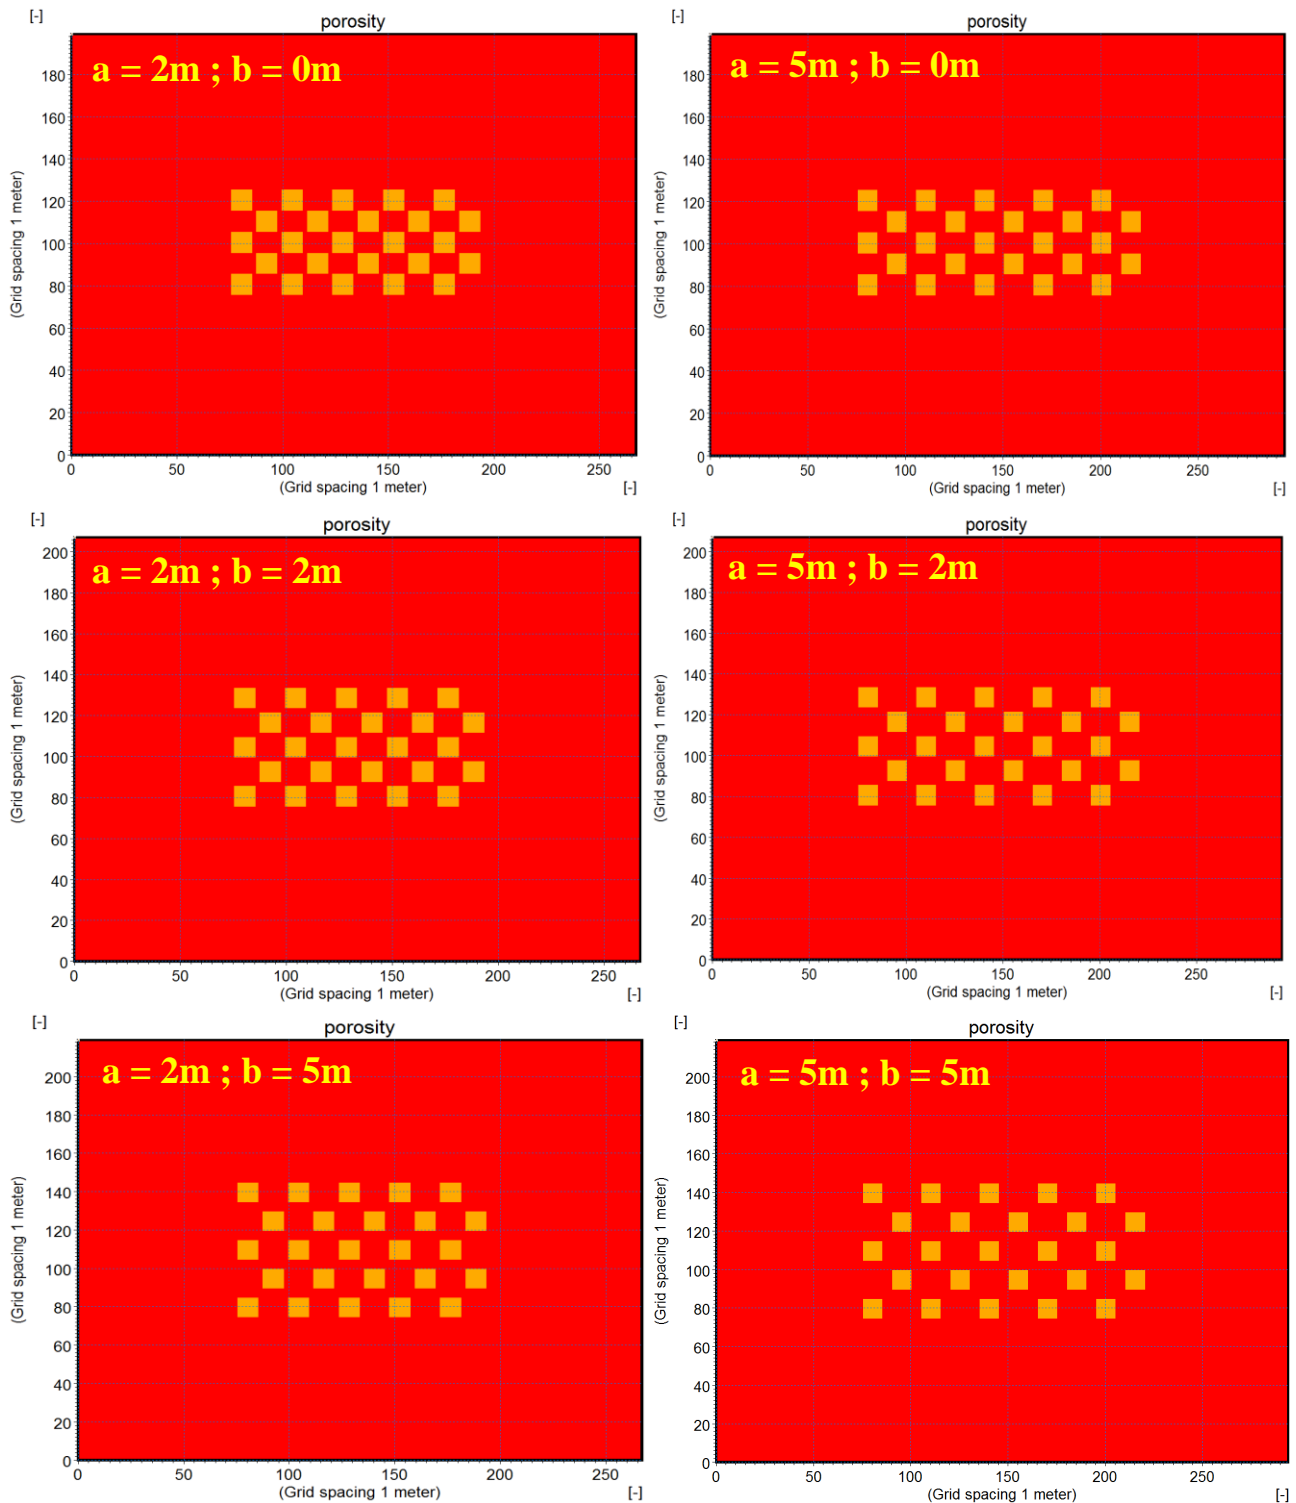 [-]
porosity
a = 2m ; b = 0m
180
160
140
120
100
80
60
40
20
0
(Grid spacing 1 meter)
0 50 100 150 200 250
(Grid spacing 1 meter)
[-]
[-]
porosity
a = 5m ; b = 0m
180
160
140
120
100
80
60
40
20
0
(Grid spacing 1 meter)
0 50 100 150 200 250
(Grid spacing 1 meter)
[-]
[-]
porosity
a = 2m ; b = 2m
200
180
160
140
120
100
80
60
40
20
0
(Grid spacing 1 meter)
0 50 100 150 200 250
(Grid spacing 1 meter)
[-]
[-]
porosity
a = 5m ; b = 2m
200
180
160
140
120
100
80
60
40
20
0
(Grid spacing 1 meter)
0 50 100 150 200 250
(Grid spacing 1 meter)
[-]
[-]
porosity
a = 2m ; b = 5m
200
180
160
140
120
100
80
60
40
20
0
(Grid spacing 1 meter)
0 50 100 150 200 250
(Grid spacing 1 meter)
[-]
[-]
porosity
a = 5m ; b = 5m
200
180
160
140
120
100
80
60
40
20
0
(Grid spacing 1 meter)
0 50 100 150 200 250
(Grid spacing 1 meter)
[-]